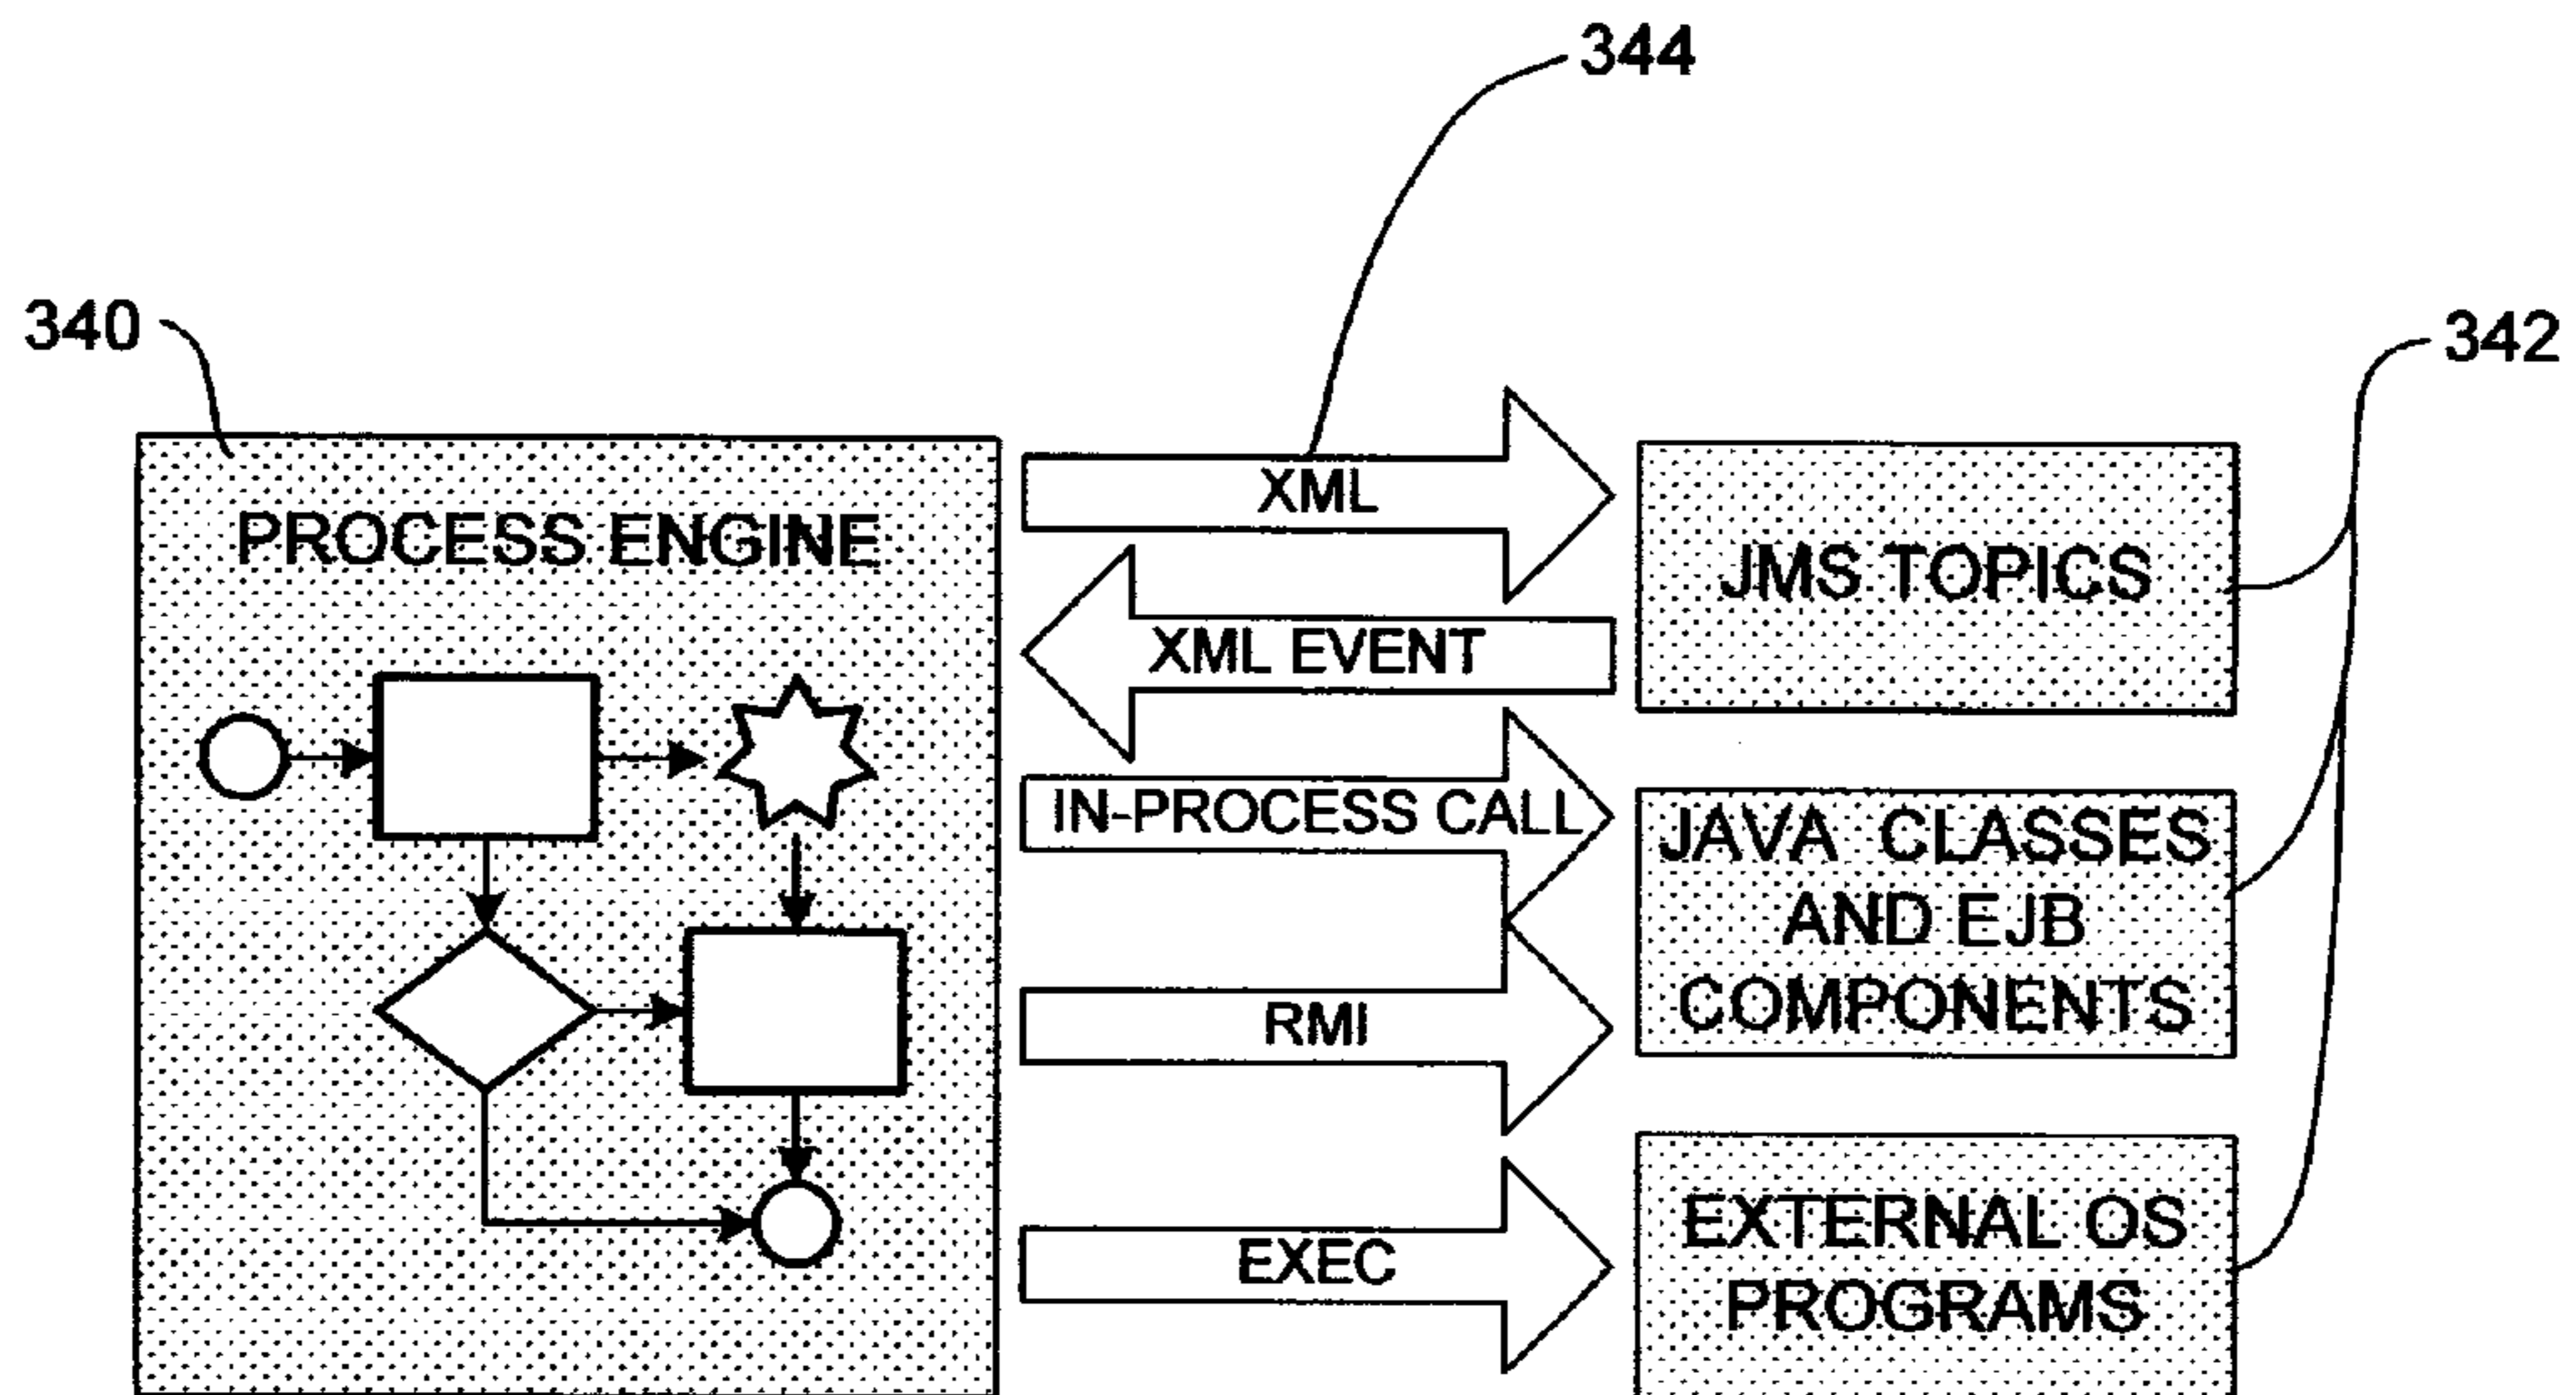 344
340
342
PROCESS ENGINE
XML
JMS TOPICS
XML EVENT
IN-PROCESS CALL
JAVA CLASSES
AND EJB
COMPONENTS
RMI
EXEC
EXTERNAL OS
PROGRAMS